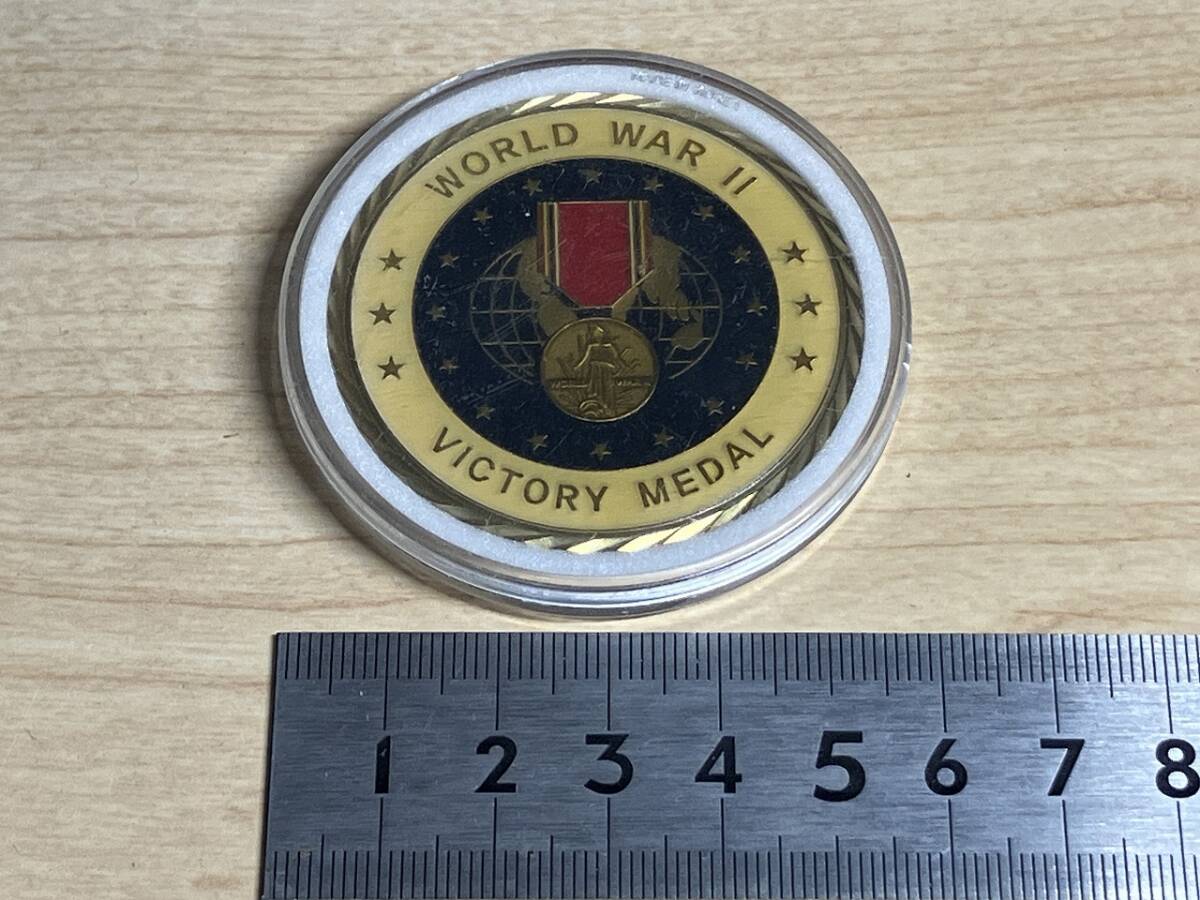 WORLD WAR II
VICTORY MEDAL
1 2 3 4 5 6 7 8